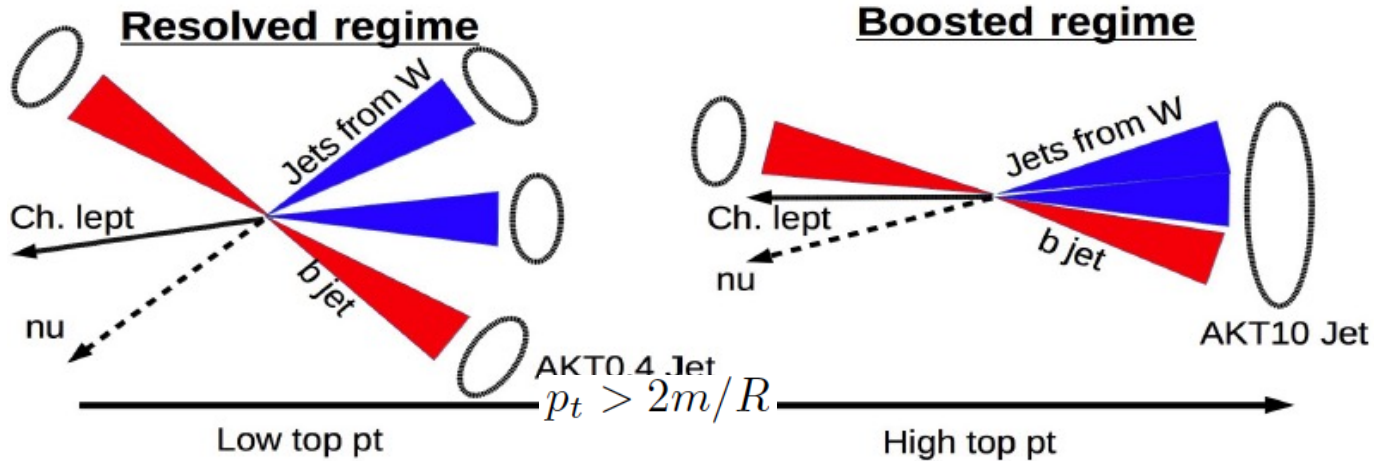 Resolved regime
Jets from W
Ch. lept
b jet
nu
AKT0.4 Jet
Boosted regime
Jets from W
Ch. lept
b jet
nu
AKT10 Jet
p_t > 2m/R
Low top pt
High top pt